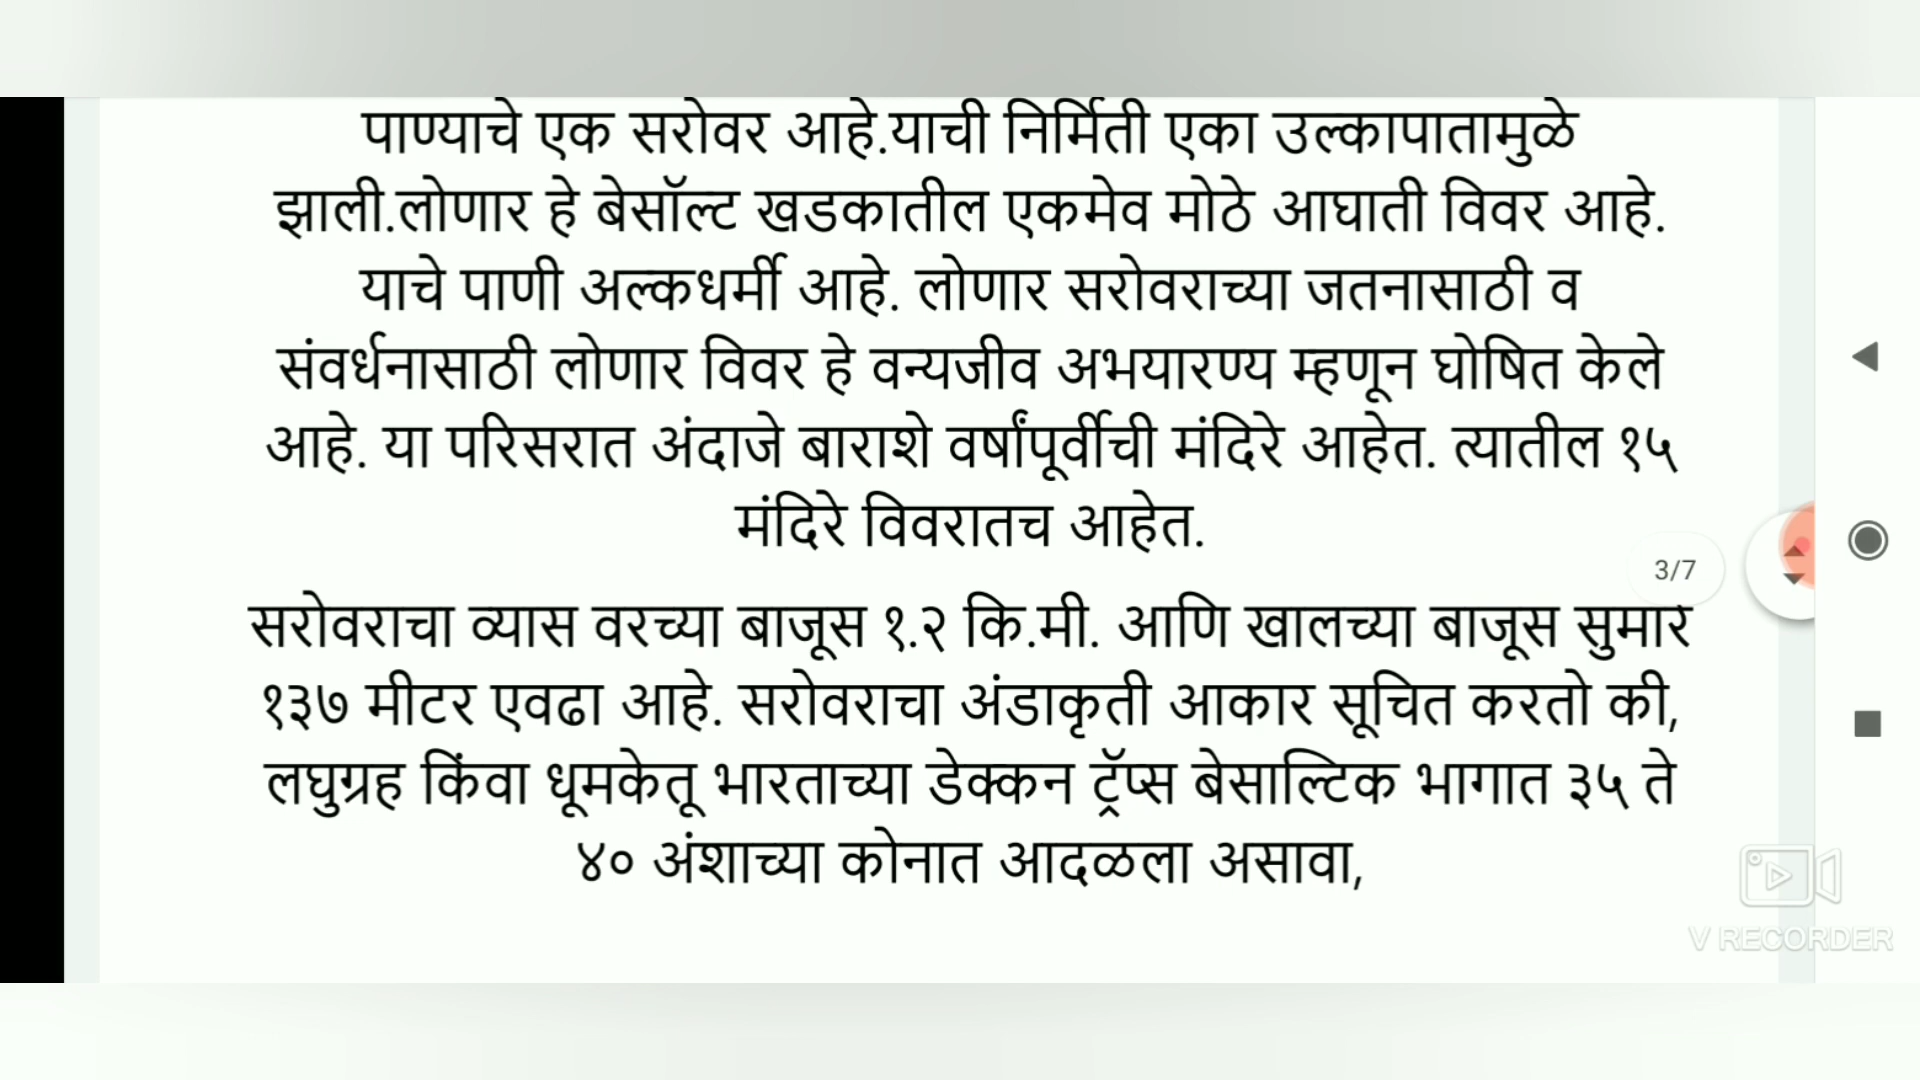 पाण्याचे एक सरोवर आहे.याची निर्मिती एका उल्कापातामुळे
झाली.लोणार हे बेसॉल्ट खडकातील एकमेव मोठे आघाती विवर आहे.
याचे पाणी अल्कधर्मी आहे. लोणार सरोवराच्या जतनासाठी व
संवर्धनासाठी लोणार विवर हे वन्यजीव अभयारण्य म्हणून घोषित केले
आहे. या परिसरात अंदाजे बाराशे वर्षांपूर्वीची मंदिरे आहेत. त्यातील १५
मंदिरे विवरातच आहेत.
3/7
सरोवराचा व्यास वरच्या बाजूस १.२ कि.मी. आणि खालच्या बाजूस सुमारे
१३७ मीटर एवढा आहे. सरोवराचा अंडाकृती आकार सूचित करतो की,
लघुग्रह किंवा धूमकेतू भारताच्या डेक्कन ट्रॅप्स बेसाल्टिक भागात ३५ ते
४० अंशाच्या कोनात आदळला असावा,
V RECORDER